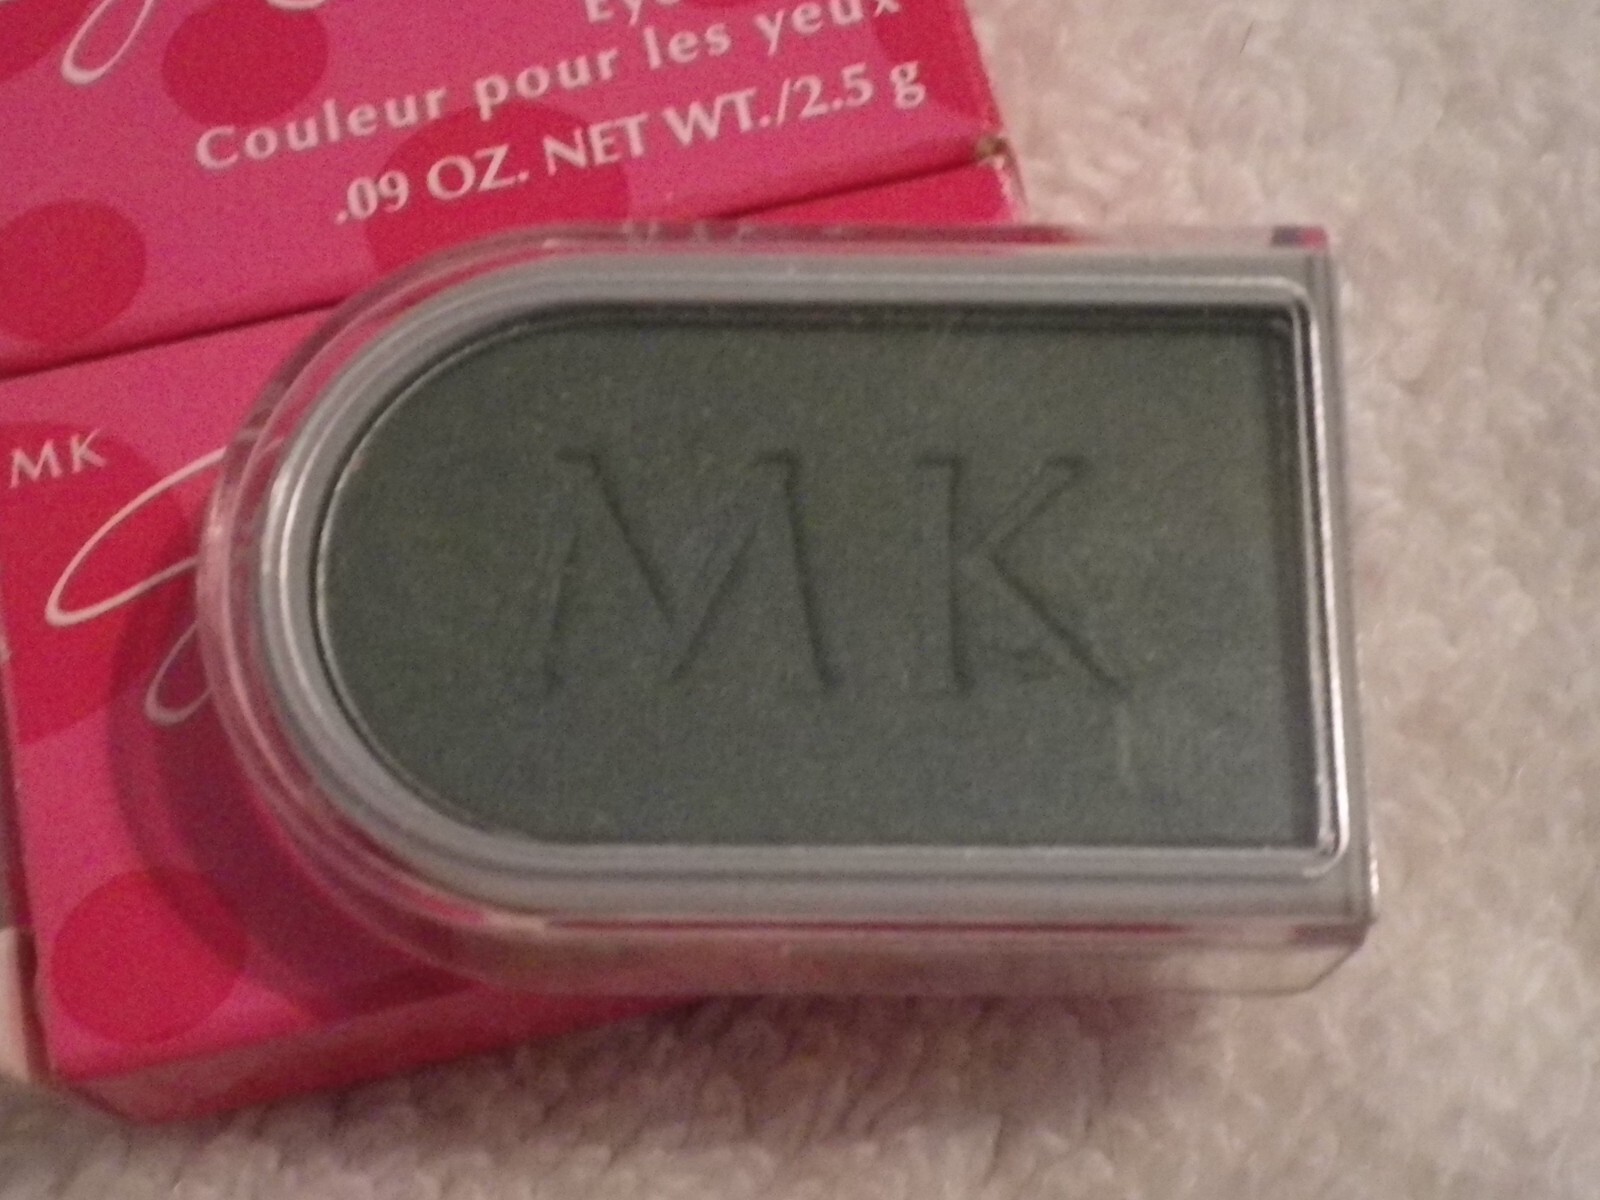 Couleur pour les yeux
.09 OZ. NET WT./2.5 g
MK
MK